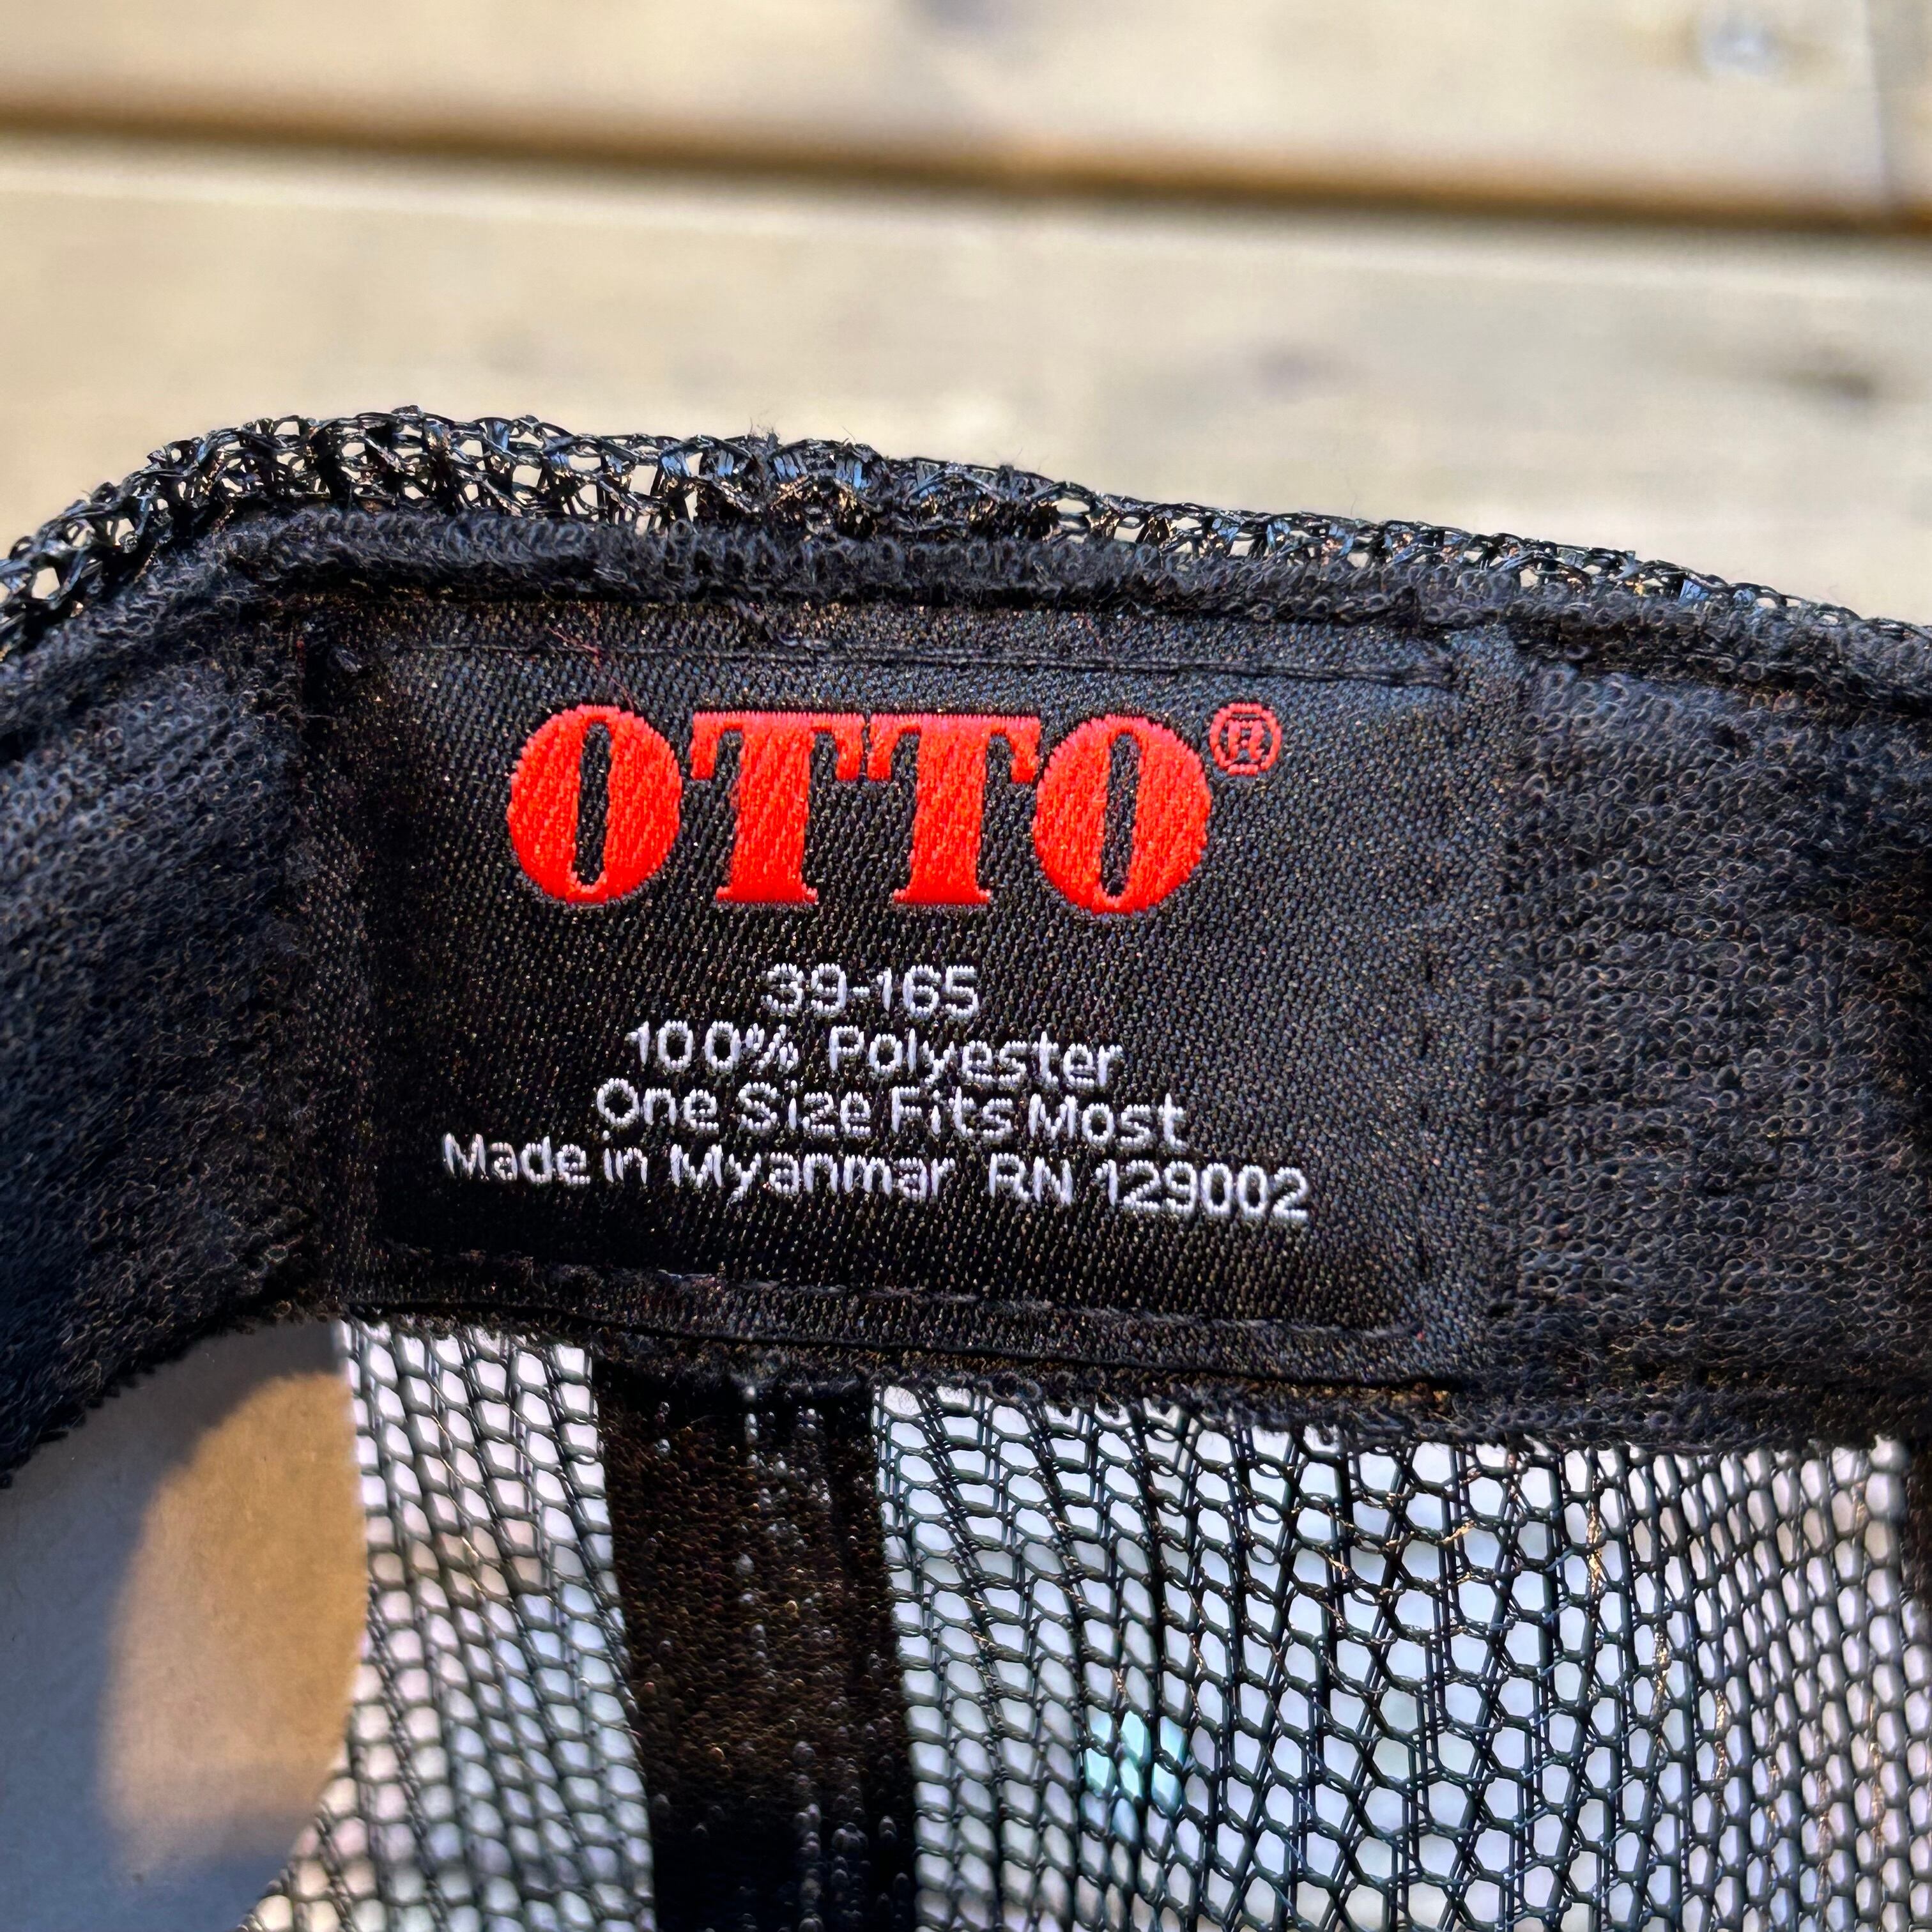 OTTO®
39-165
100% Polyester
One Size Fits Most
Made in Myanmar RN 129002